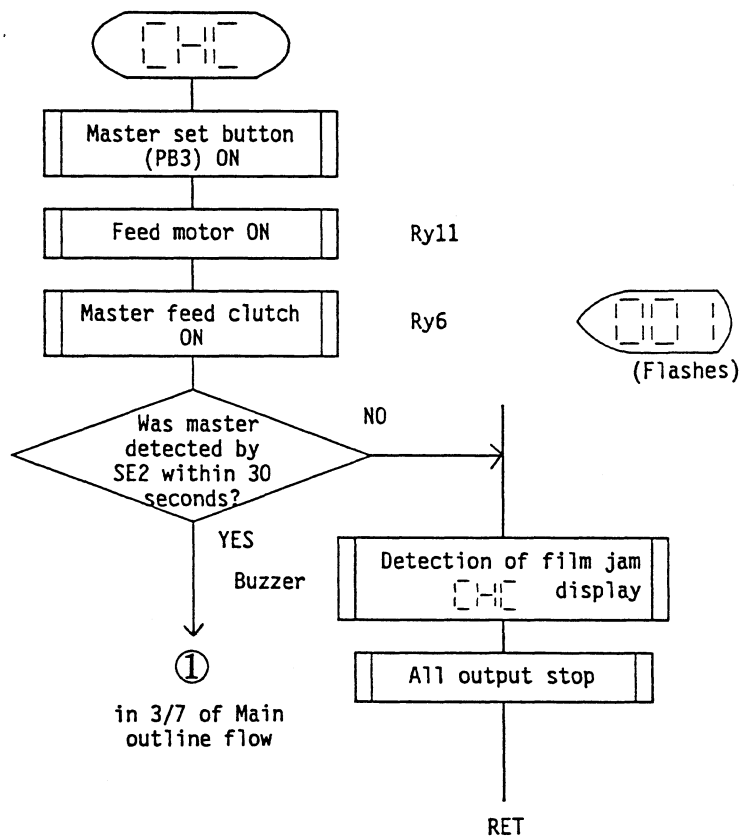 CHC
Master set button
(PB3) ON
Feed motor ON
Ry11
Master feed clutch
ON
Ry6
001
(Flashes)
Was master
detected by
SE2 within 30
seconds?
NO
YES
Buzzer
Detection of film jam
CHC display
All output stop
①
in 3/7 of Main
outline flow
RET